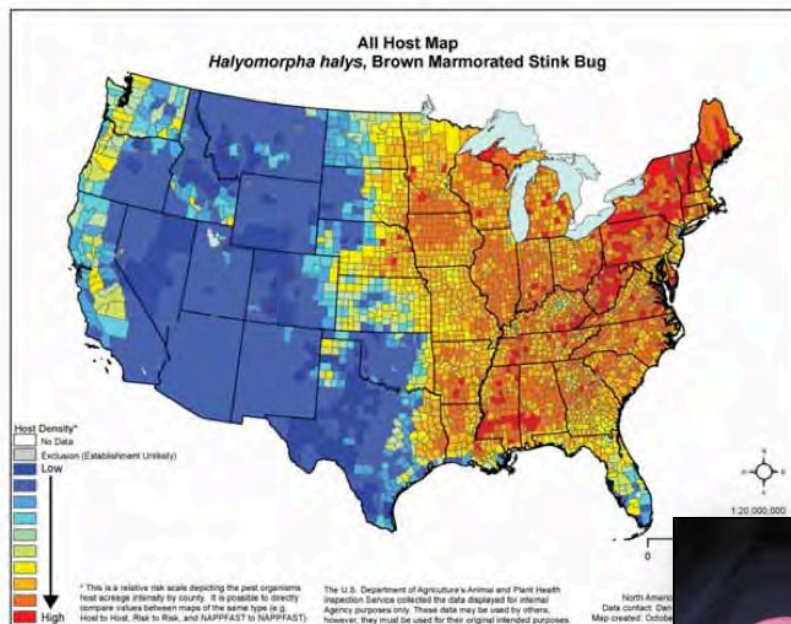 All Host Map
Halyomorpha halys, Brown Marmorated Stink Bug
Host Density*
No Data
Exclusion (Establishment Unlikely)
Low
High
1:20,000,000
0
* This is a relative risk scale depicting the pest organisms
host acreage intensity by county. It is possible to directly
compare values between maps of the same type (e.g.
Host to Host, Risk to Risk, and NAPPFAST to NAPPFAST).
The U.S. Department of Agriculture's Animal and Plant Health
Inspection Service collected the data displayed for internal
Agency purposes only. These data may be used by others,
however, they must be used for their original intended purposes.
North
Data contact:
Map created: